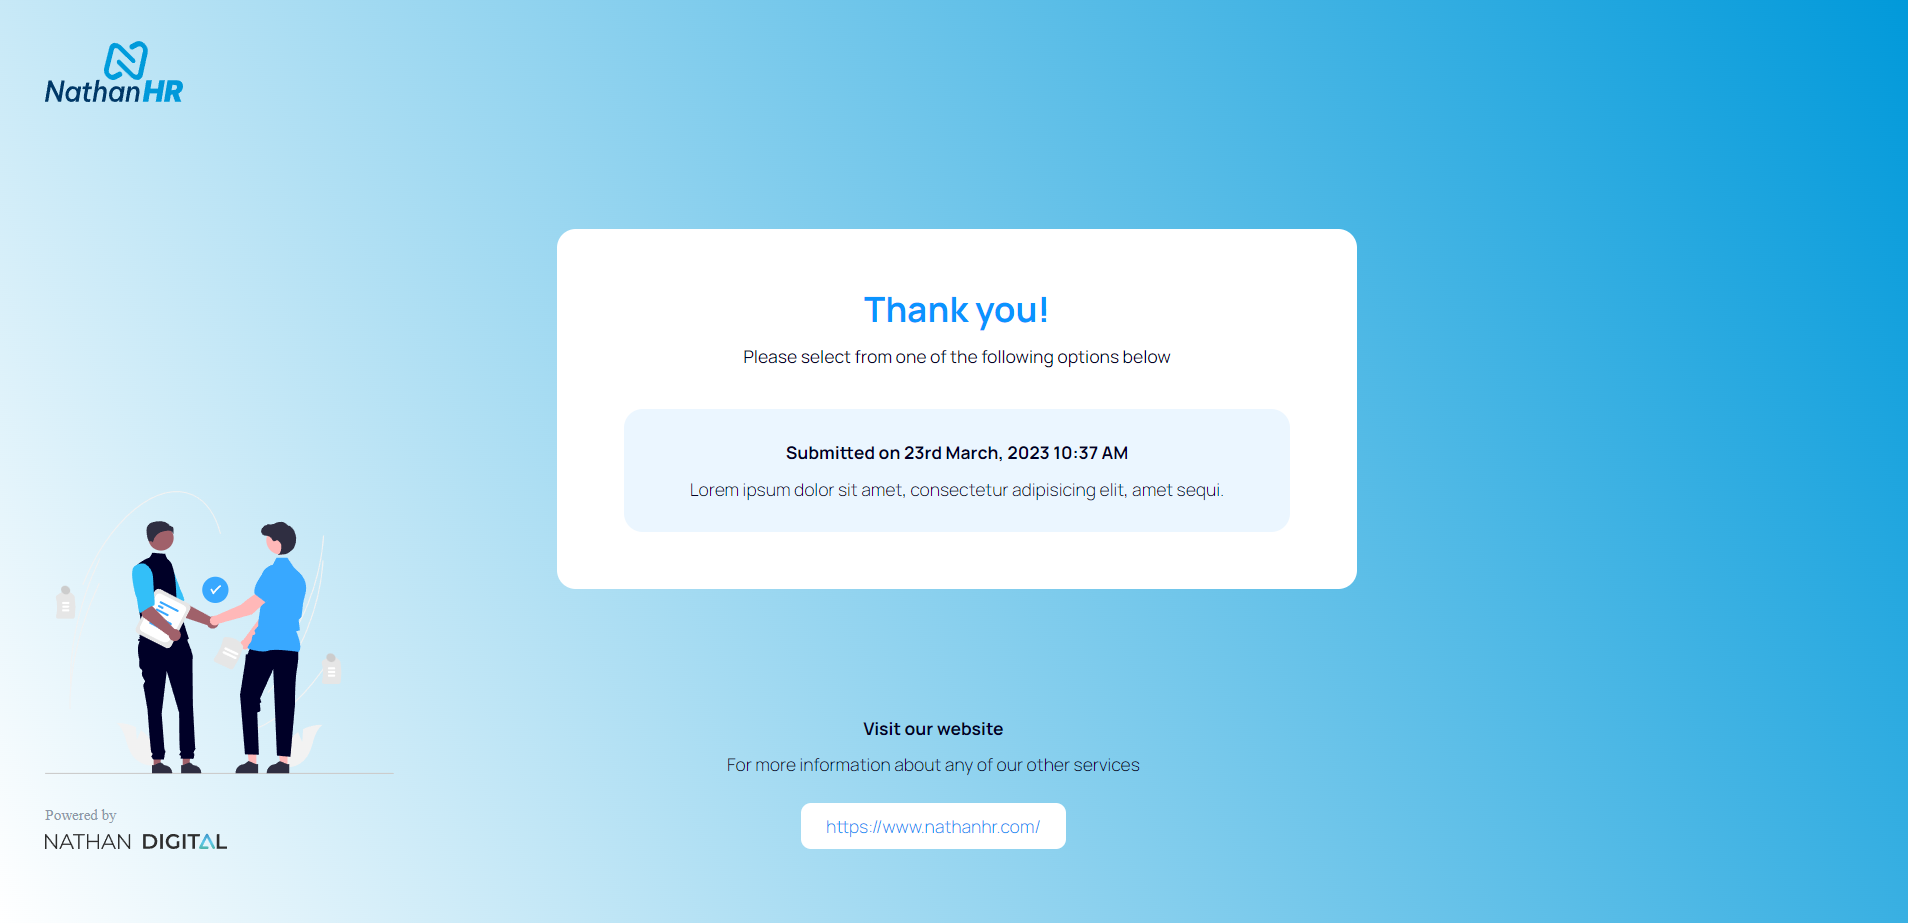 NathanHR
Thank you!
Please select from one of the following options below
Submitted on 23rd March, 2023 10:37 AM
Lorem ipsum dolor sit amet, consectetur adipisicing elit, amet sequi.
Visit our website
For more information about any of our other services
https://www.nathanhr.com/
Powered by
NATHAN DIGITAL